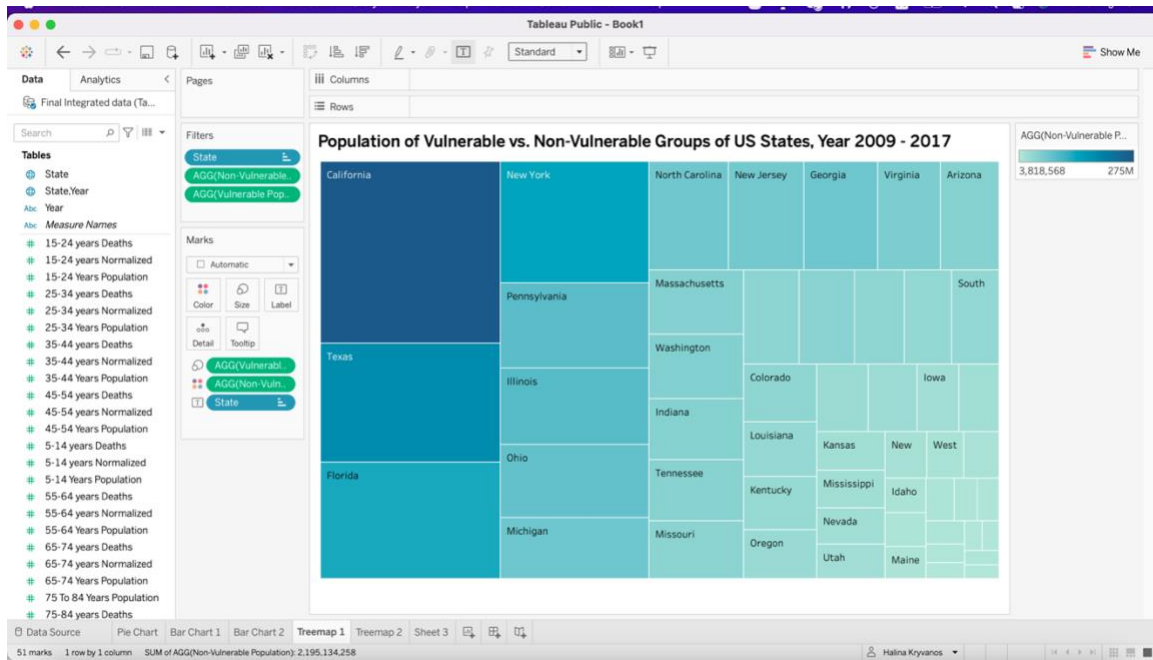 Tableau Public - Book1
Standard
Show Me
Data
Analytics
Pages
Columns
Rows
Final Integrated data (Ta...
Search
Tables
State
State,Year
Abc Year
Abc Measure Names
# 15-24 years Deaths
# 15-24 years Normalized
# 15-24 Years Population
# 25-34 years Deaths
# 25-34 years Normalized
# 25-34 Years Population
# 35-44 years Deaths
# 35-44 years Normalized
# 35-44 Years Population
# 45-54 years Deaths
# 45-54 years Normalized
# 45-54 Years Population
# 5-14 years Deaths
# 5-14 years Normalized
# 5-14 Years Population
# 55-64 years Deaths
# 55-64 years Normalized
# 55-64 Years Population
# 65-74 years Deaths
# 65-74 years Normalized
# 65-74 Years Population
# 75 To 84 Years Population
# 75-84 years Deaths
Filters
State
AGG(Non-Vulnerable..
AGG(Vulnerable Pop..
Marks
Automatic
Color Size Label
Detail Tooltip
AGG(Vulnerabl..
AGG(Non-Vuln..
State
Population of Vulnerable vs. Non-Vulnerable Groups of US States, Year 2009 - 2017
California
New York
North Carolina
New Jersey
Georgia
Virginia
Arizona
Massachusetts
South
Pennsylvania
Washington
Texas
Colorado
Iowa
Illinois
Indiana
Louisiana
Kansas
New
West
Ohio
Florida
Tennessee
Mississippi
Kentucky
Idaho
Nevada
Michigan
Missouri
Oregon
Utah
Maine
AGG(Non-Vulnerable P...
3,818,568 275M
Data Source Pie Chart Bar Chart 1 Bar Chart 2 Treemap 1 Treemap 2 Sheet 3
51 marks 1 row by 1 column SUM of AGG(Non-Vulnerable Population): 2,195,134,258
Halina Kryvanos